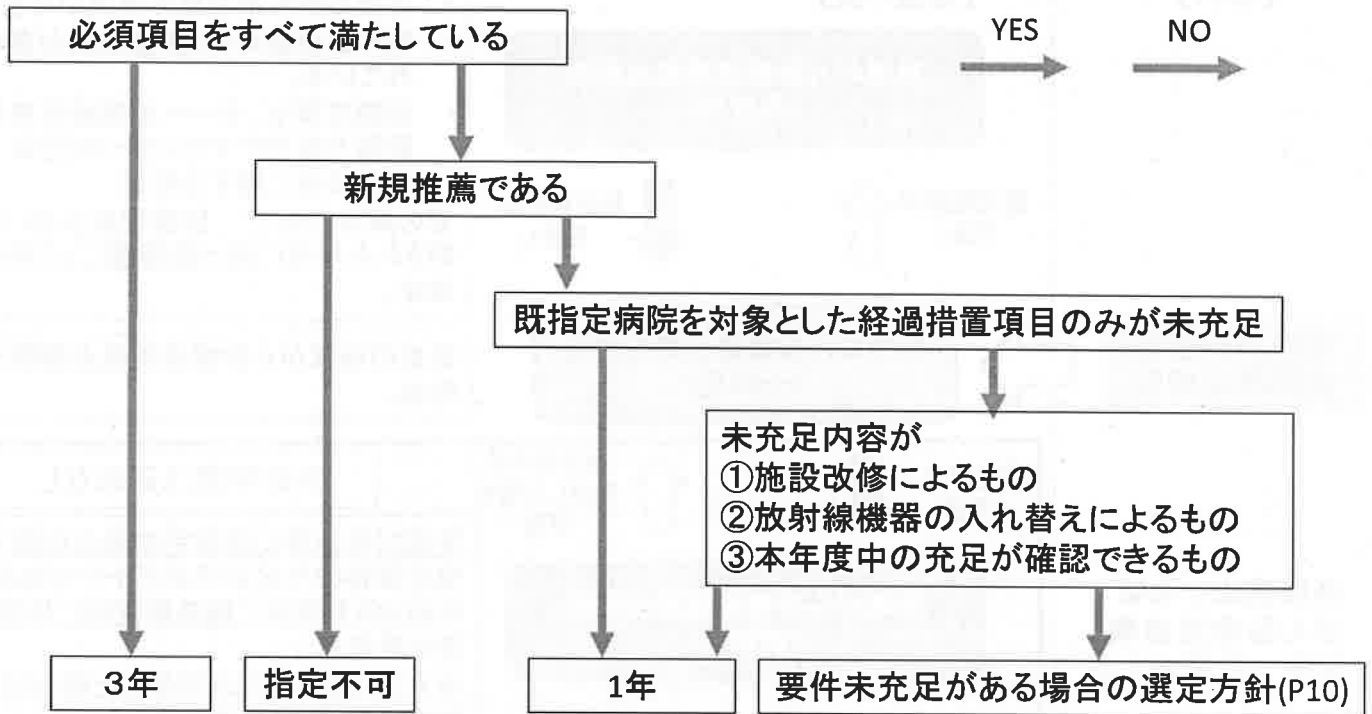 必須項目をすべて満たしている
YES
NO
新規推薦である
既指定病院を対象とした経過措置項目のみが未充足
未充足内容が
①施設改修によるもの
②放射線機器の入れ替えによるもの
③本年度中の充足が確認できるもの
3年
指定不可
1年
要件未充足がある場合の選定方針(P10)